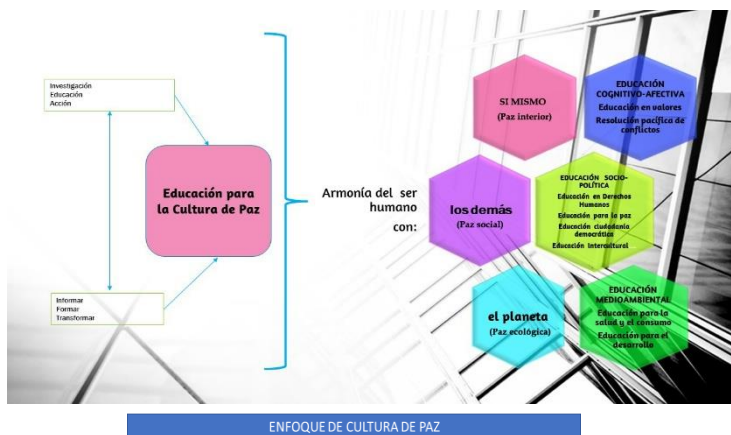 Investigación
Educación
Acción
Educación para
la Cultura de Paz
Informar
Formar
Transformar
Armonía del ser
humano
con:
SI MISMO
(Paz interior)
EDUCACIÓN
COGNITIVO-AFECTIVA
Educación en valores
Resolución pacífica de
conflictos
los demás
(Paz social)
EDUCACIÓN SOCIO-
POLÍTICA
Educación en Derechos
Humanos
Educación para la paz
Educación ciudadanía
democrática
Educación Intercultural ...
el planeta
(Paz ecológica)
EDUCACIÓN
MEDIOAMBIENTAL
Educación para la
salud y el consumo
Educación para el
desarrollo
ENFOQUE DE CULTURA DE PAZ